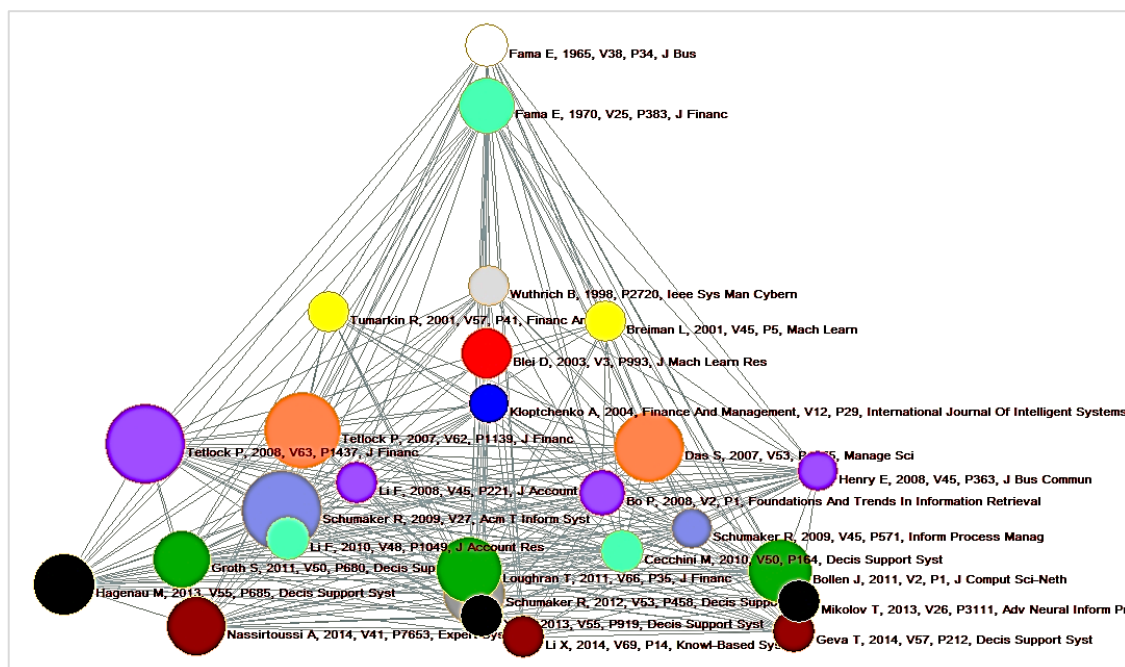 Fama E, 1965, V38, P34, J Bus
Fama E, 1970, V25, P383, J Financ
Wuthrich B, 1998, P2720, Ieee Sys Man Cybern
Tumarkin R, 2001, V57, P41, Financ
Breiman L, 2001, V45, P5, Mach Learn
Blei D, 2003, V3, P993, J Mach Learn Res
Kloptchenko A, 2004, Finance And Management, V12, P29, International Journal Of Intelligent Systems
Tetlock P, 2007, V62, P1139, J Financ
Tetlock P, 2008, V63, P1437, J Financ
Das S, 2007, V53, Manage Sci
Henry E, 2008, V45, P363, J Bus Commun
Li F, 2008, V45, P221, J Account
Bo P, 2008, V2, P1, Foundations And Trends In Information Retrieval
Schumaker R, 2009, V27, Acm T Inform Syst
Schumaker R, 2009, V45, P571, Inform Process Manag
Li F, 2010, V48, P1049, J Account Res
Cecchini M, 2010, V50, P164, Decis Support Syst
Groth S, 2011, V50, P680, Decis Sup
Loughran T, 2011, V66, P35, J Financ
Bollen J, 2011, V2, P1, J Comput Sci-Neth
Hagenau M, 2013, V55, P685, Decis Support Syst
Schumaker R, 2012, V53, P458, Decis Supp
Mikolov T, 2013, V26, P3111, Adv Neural Inform Pr
2013, V55, P919, Decis Support Syst
Nassirtoussi A, 2014, V41, P7653, Expert Sys
Li X, 2014, V69, P14, Knowl-Based Sys
Geva T, 2014, V57, P212, Decis Support Syst